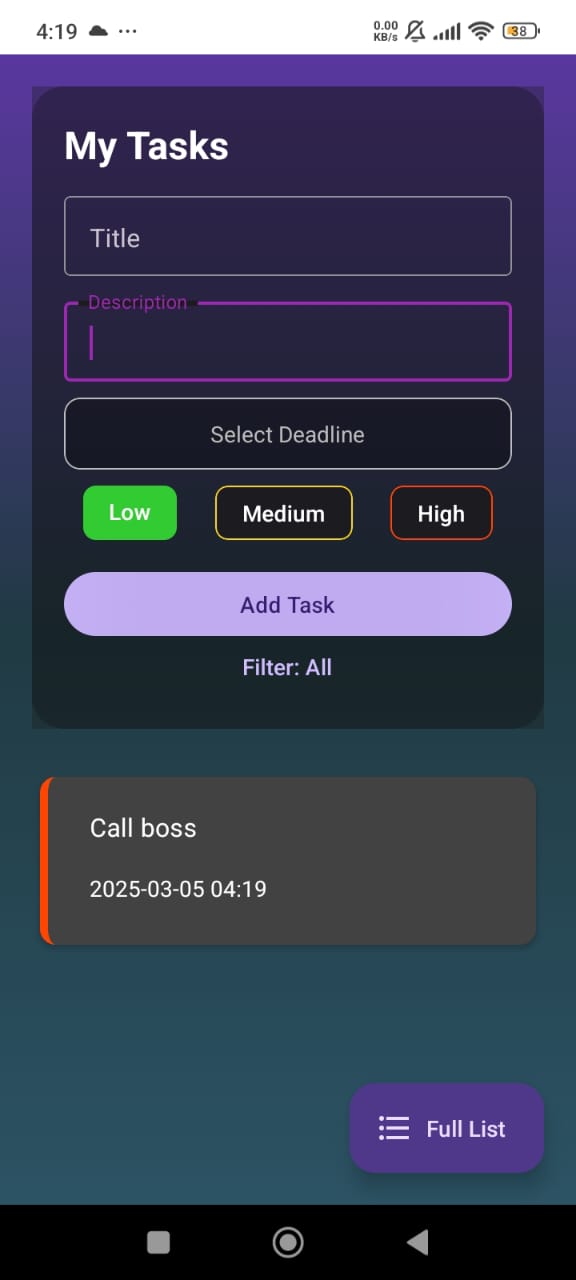 4:19
0.00
KB/s
38
My Tasks
Title
Description
Select Deadline
Low Medium High
Add Task
Filter: All
Call boss
2025-03-05 04:19
Full List